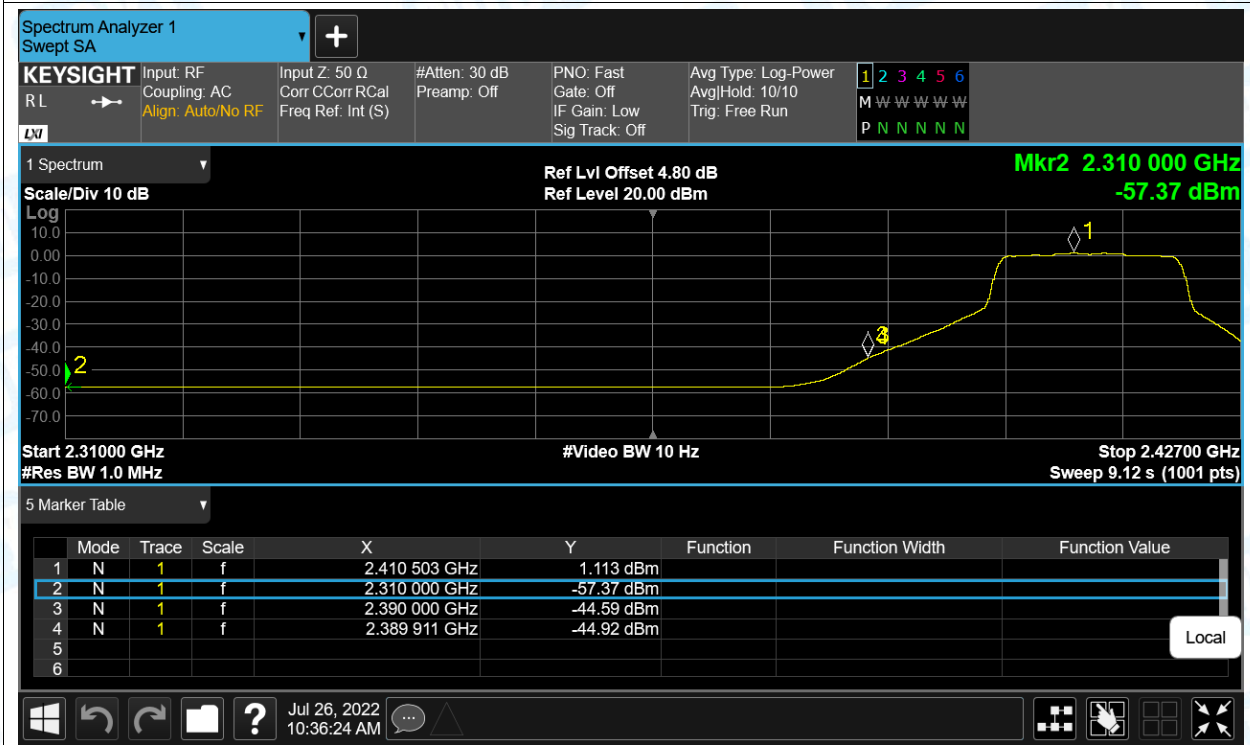 Spectrum Analyzer 1
Swept SA
KEYSIGHT
RL
LXI
Input: RF
Coupling: AC
Align: Auto/No RF
Input Z: 50 Ω
Corr CCorr RCal
Freq Ref: Int (S)
#Atten: 30 dB
Preamp: Off
PNO: Fast
Gate: Off
IF Gain: Low
Sig Track: Off
Avg Type: Log-Power
Avg|Hold: 10/10
Trig: Free Run
1 2 3 4 5 6
M W W W W W
P N N N N N
1 Spectrum
Scale/Div 10 dB
Ref Lvl Offset 4.80 dB
Ref Level 20.00 dBm
Mkr2 2.310 000 GHz
-57.37 dBm
Log
10.0
0.00
-10.0
-20.0
-30.0
-40.0
-50.0
-60.0
-70.0
1
2
Start 2.31000 GHz
#Video BW 10 Hz
Stop 2.42700 GHz
#Res BW 1.0 MHz
Sweep 9.12 s (1001 pts)
5 Marker Table
Mode Trace Scale X Y Function Function Width Function Value
1 N 1 f 2.410 503 GHz 1.113 dBm
2 N 1 f 2.310 000 GHz -57.37 dBm
3 N 1 f 2.390 000 GHz -44.59 dBm
4 N 1 f 2.389 911 GHz -44.92 dBm
5
6
Local
?
Jul 26, 2022
10:36:24 AM